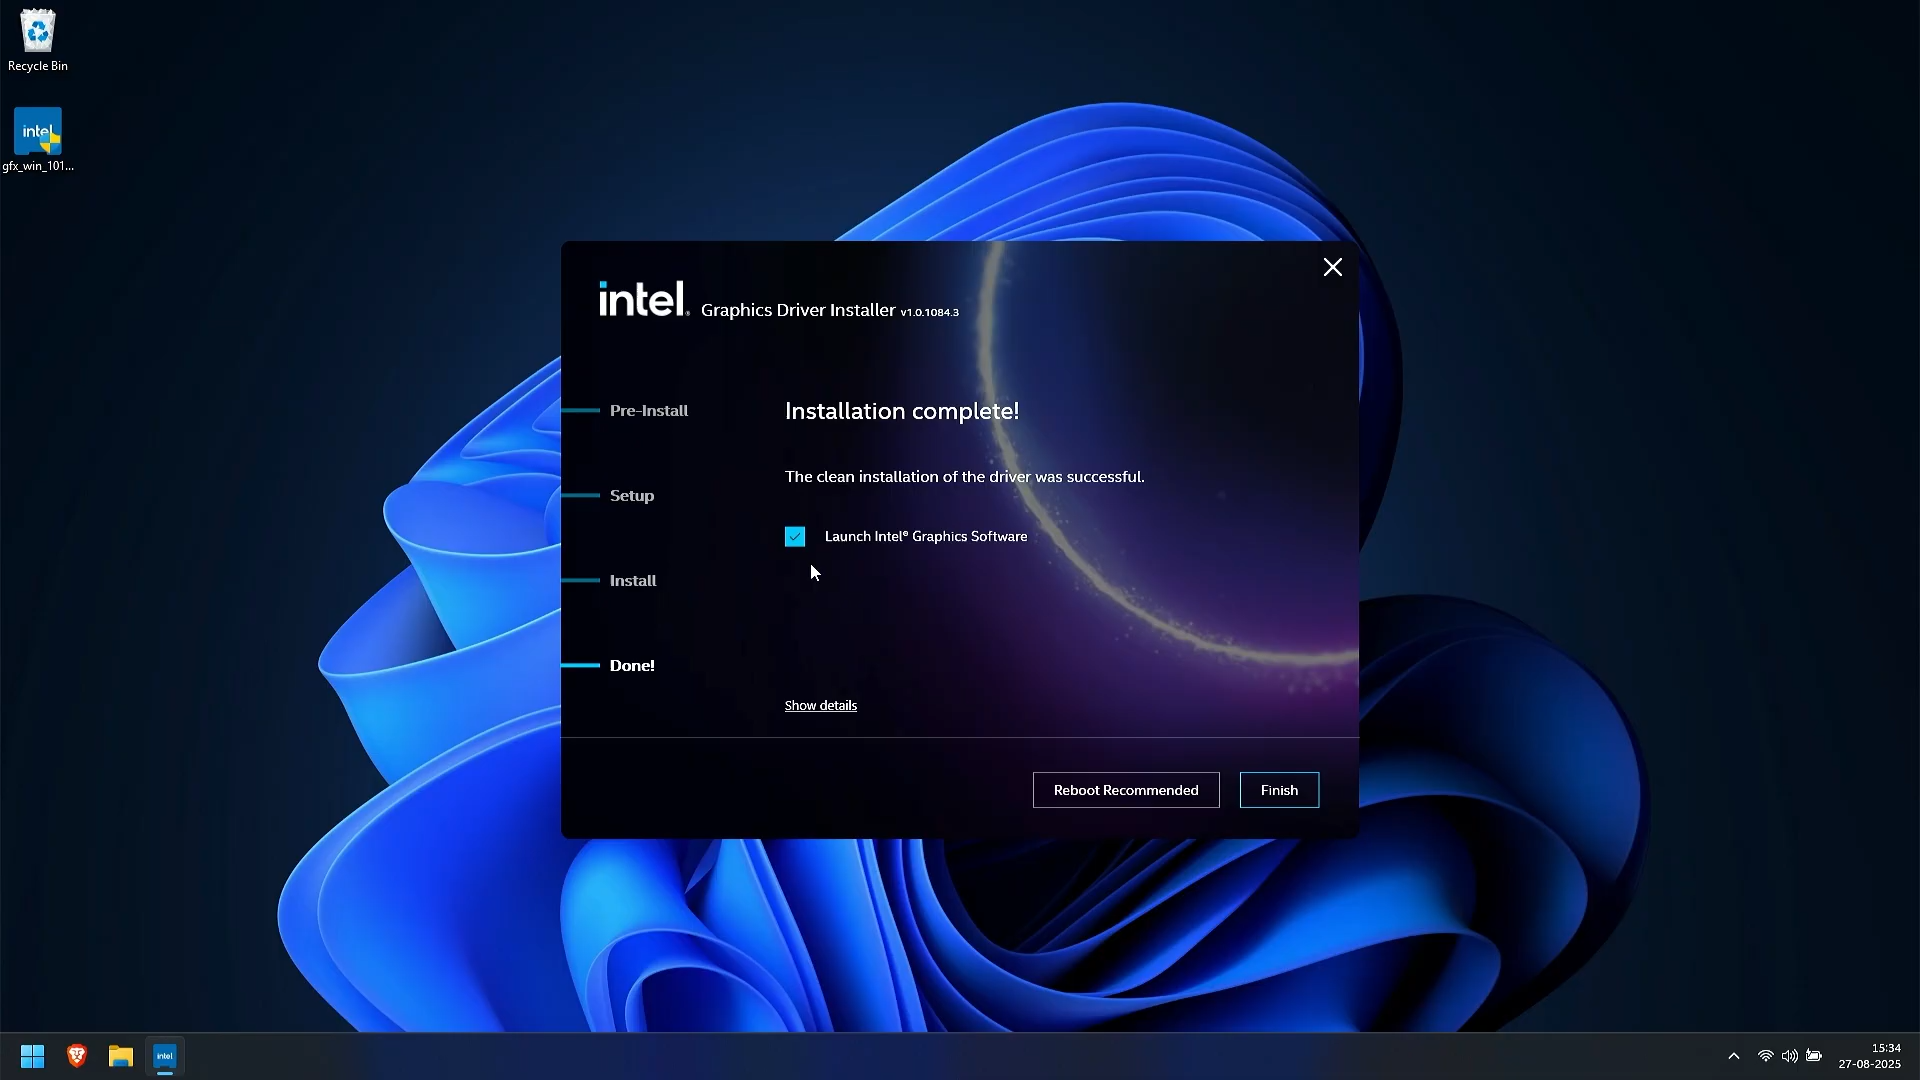 Recycle Bin
intel
gfx_win_101...
intel.
Graphics Driver Installer v1.0.1084.3
Pre-Install
Setup
Install
Done!
Installation complete!
The clean installation of the driver was successful.
Launch Intel® Graphics Software
Show details
Reboot Recommended
Finish
intel
15:34
27-08-2025